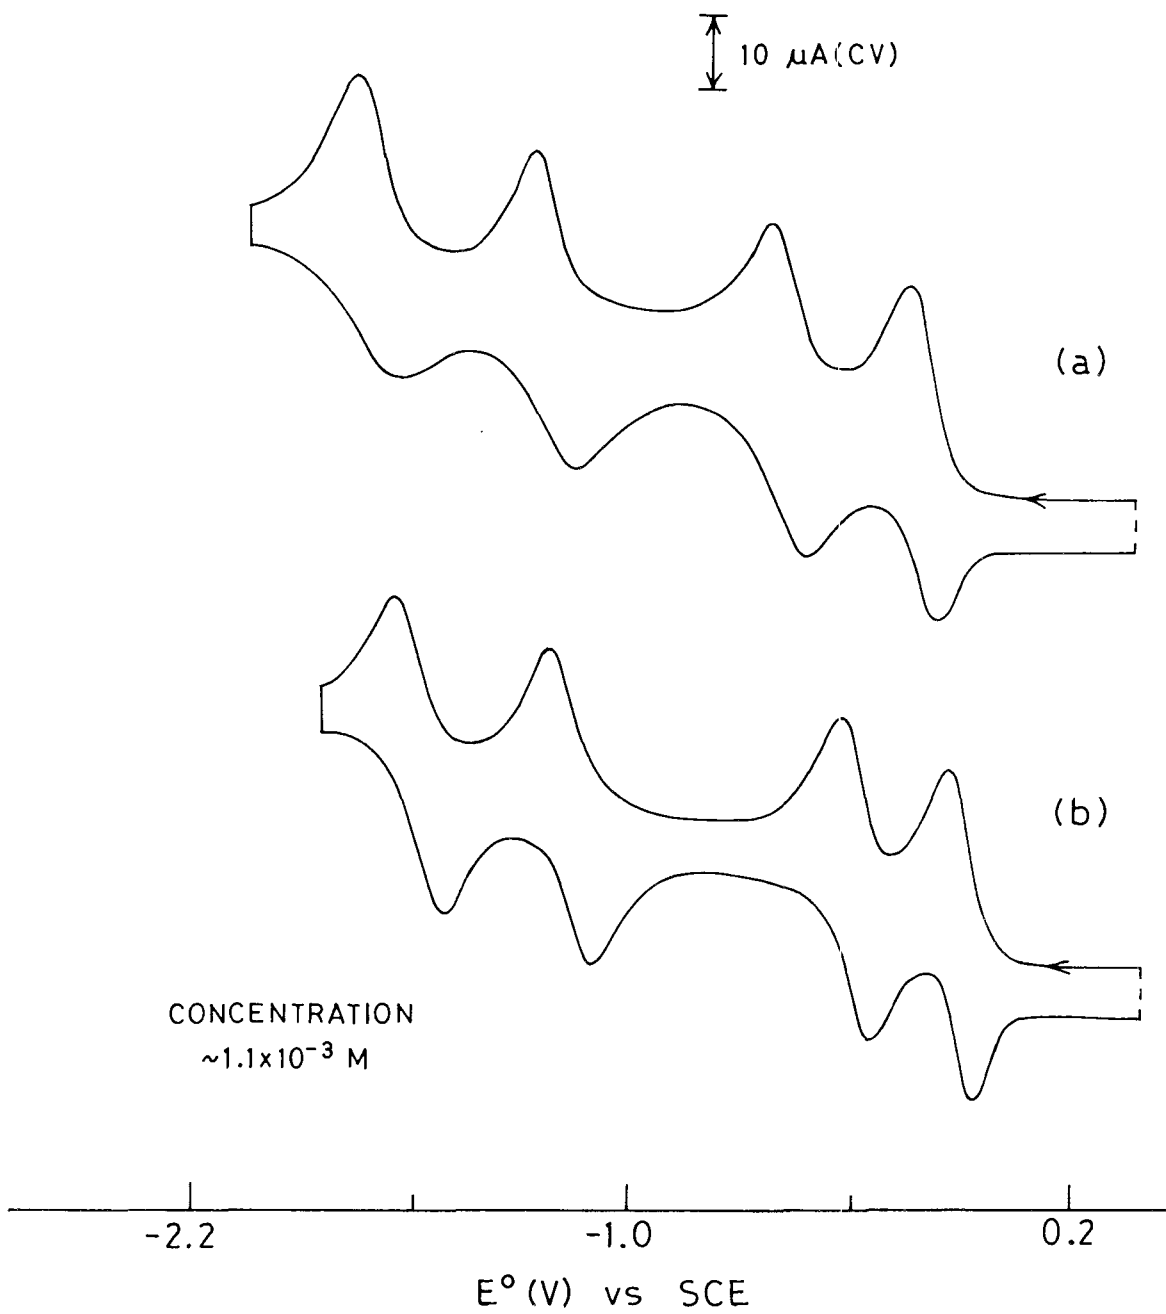 10 μA(CV)
(a)
(b)
CONCENTRATION
~1.1x10⁻³ M
-2.2 -1.0 0.2
E°(V) vs SCE